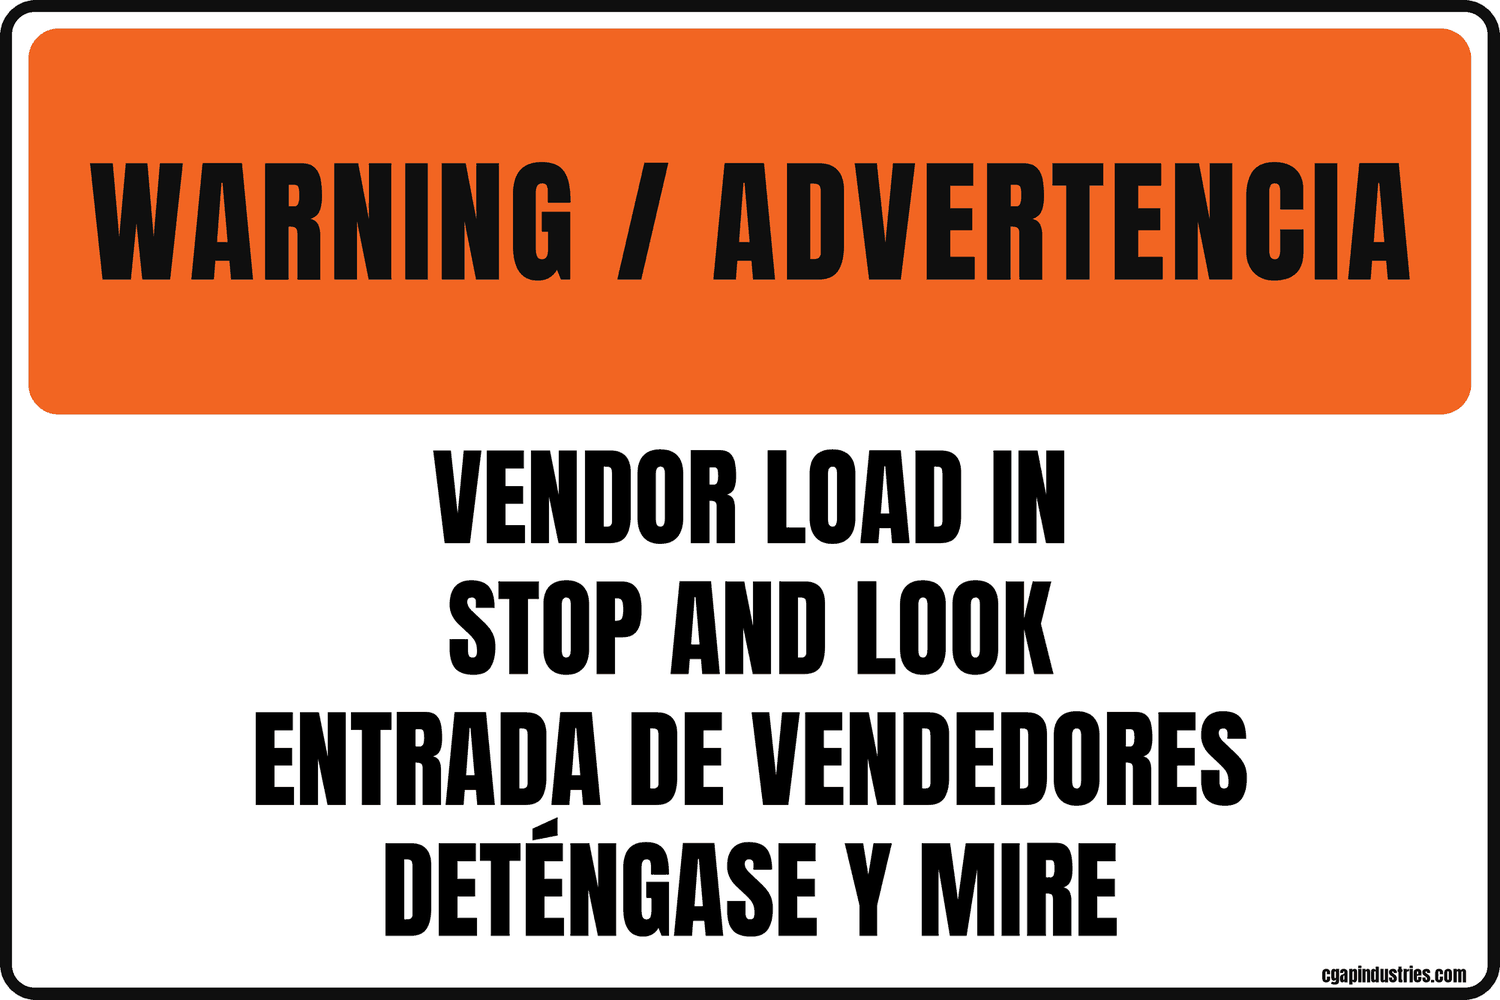 WARNING / ADVERTENCIA
VENDOR LOAD IN
STOP AND LOOK
ENTRADA DE VENDEDORES
DETÉNGASE Y MIRE
cgapindustries.com